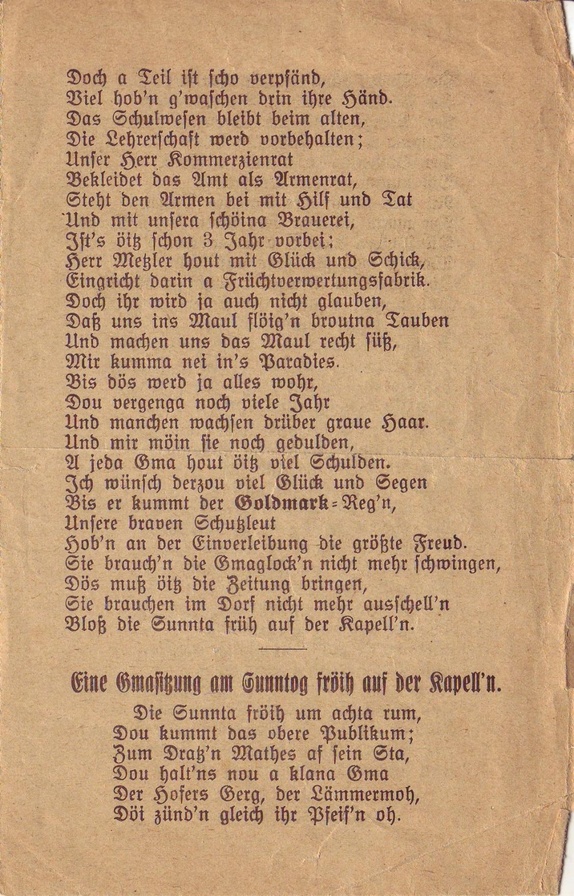 Doch a Teil ist scho verpfänd,
Viel hob'n g'waschen drin ihre Händ.
Das Schulwesen bleibt beim alten,
Die Lehrerschaft werd vorbehalten;
Unser Herr Kommerzienrat
Bekleidet das Amt als Armenrat,
Steht den Armen bei mit Hilf und Tat
Und mit unsera schöina Brauerei,
Ist's öitz schon 3 Jahr vorbei;
Herr Metzler hout mit Glück und Schick,
Eingricht darin a Früchtverwertungsfabrik.
Doch ihr wird ja auch nicht glauben,
Daß uns ins Maul flöig'n broutna Tauben
Und machen uns das Maul recht süß,
Mir kumma nei in's Paradies.
Bis dös werd ja alles wohr,
Dou vergenga noch viele Jahr
Und manchen wachsen drüber graue Haar.
Und mir möin sie noch gedulden,
A jeda Gma hout öitz viel Schulden.
Ich wünsch derzou viel Glück und Segen
Bis er kummt der Goldmark-Reg'n,
Unsere braven Schutzleut
Hob'n an der Einverleibung die größte Freud.
Sie brauch'n die Gmaglock'n nicht mehr schwingen,
Dös muß öitz die Zeitung bringen,
Sie brauchen im Dorf nicht mehr ausschell'n
Bloß die Sunnta früh auf der Kapell'n.
Eine Gmasitzung am Sunntog fröih auf der Kapell'n.
Die Sunnta fröih um achta rum,
Dou kummt das obere Publikum;
Zum Dratz'n Mathes af sein Sta,
Dou halt'ns nou a klana Gma
Der Hofers Gerg, der Lämmermoh,
Döi zünd'n gleich ihr Pfeif'n oh.